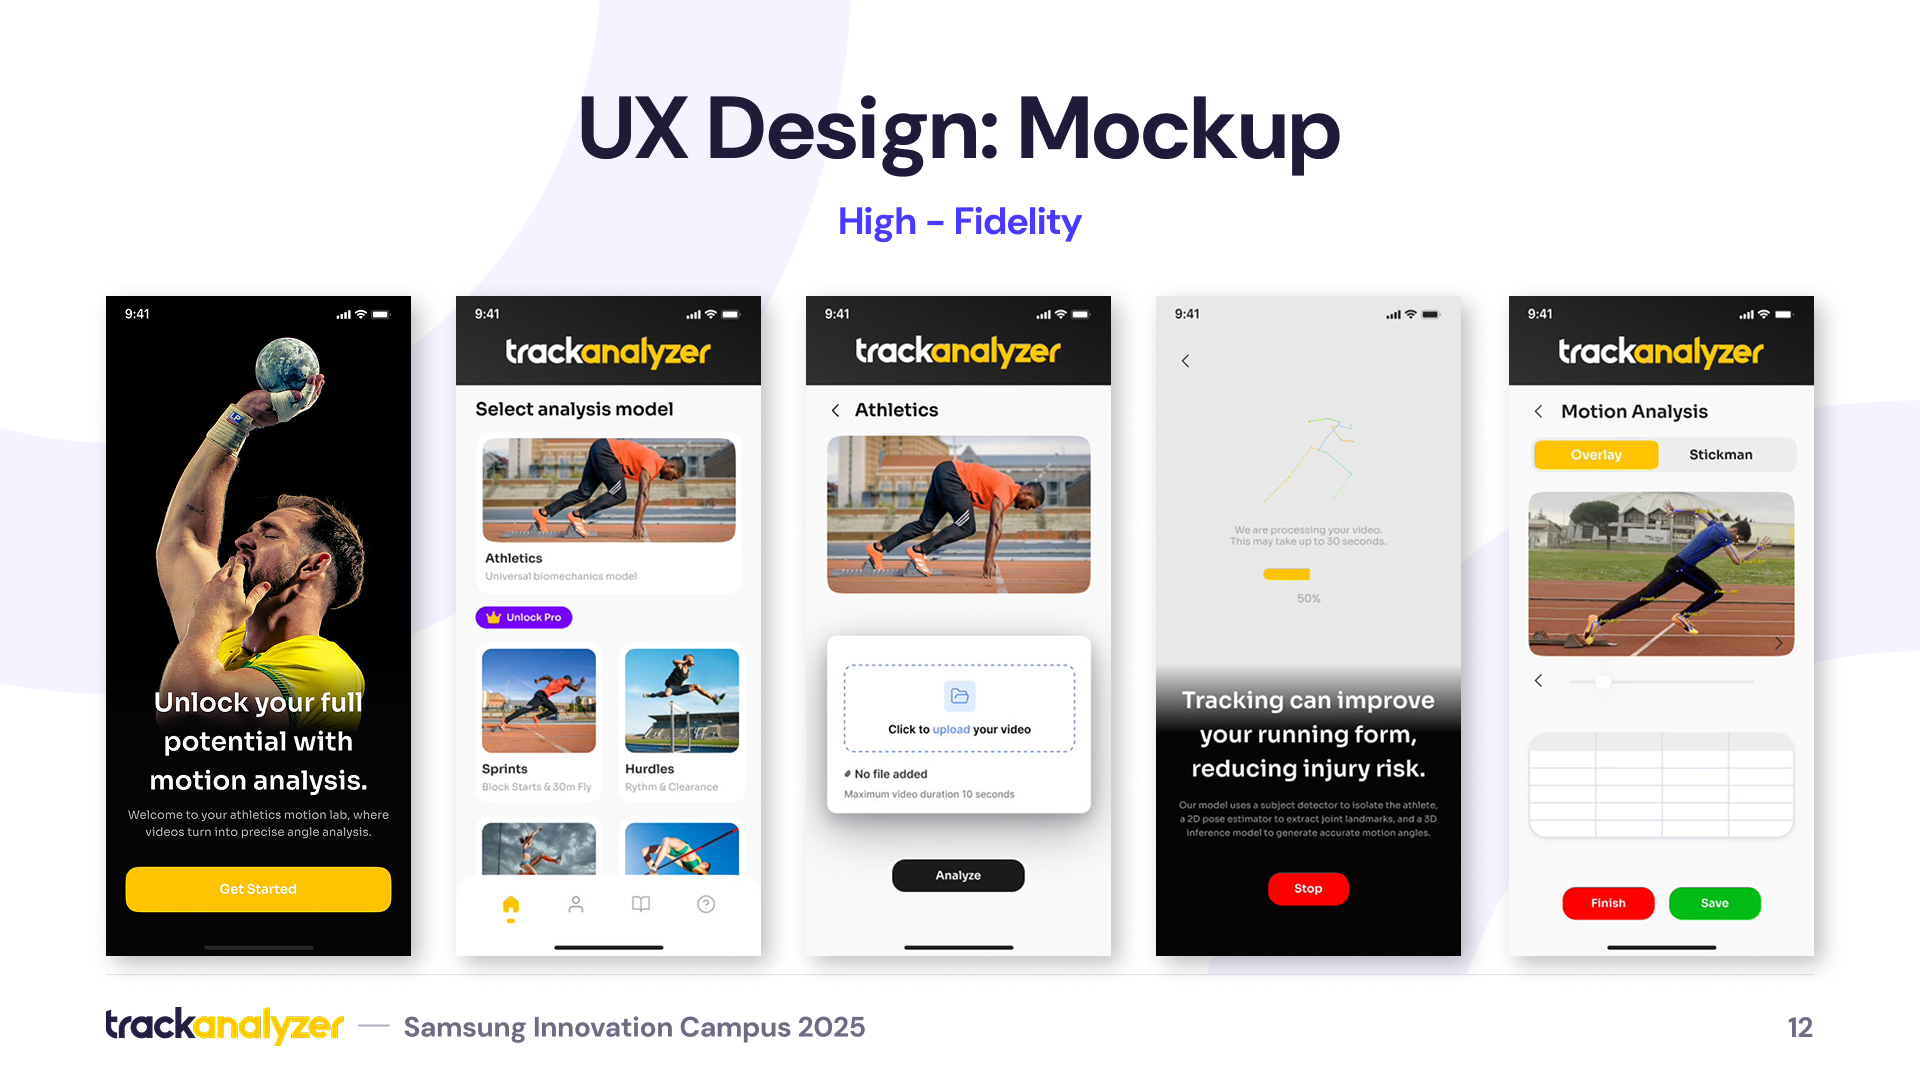 UX Design: Mockup
High - Fidelity
9:41
LP
Unlock your full
potential with
motion analysis.
Welcome to your athletics motion lab, where
videos turn into precise angle analysis.
Get Started
9:41
trackanalyzer
Select analysis model
Athletics
Universal biomechanics model
Unlock Pro
Sprints
Block Starts & 30m Fly
Hurdles
Rythm & Clearance
9:41
trackanalyzer
Athletics
Click to upload your video
No file added
Maximum video duration 10 seconds
Analyze
9:41
We are processing your video.
This may take up to 30 seconds.
50%
Tracking can improve
your running form,
reducing injury risk.
Our model uses a subject detector to isolate the athlete,
a 2D pose estimator to extract joint landmarks, and a 3D
inference model to generate accurate motion angles.
Stop
9:41
trackanalyzer
Motion Analysis
Overlay
Stickman
Finish
Save
trackanalyzer — Samsung Innovation Campus 2025
12